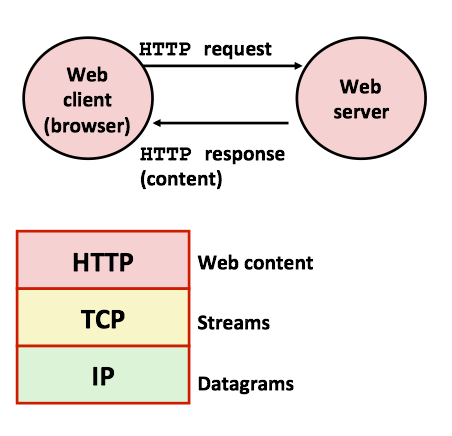 HTTP request
Web
client
(browser)
Web
server
HTTP response
(content)
HTTP
Web content
TCP
Streams
IP
Datagrams